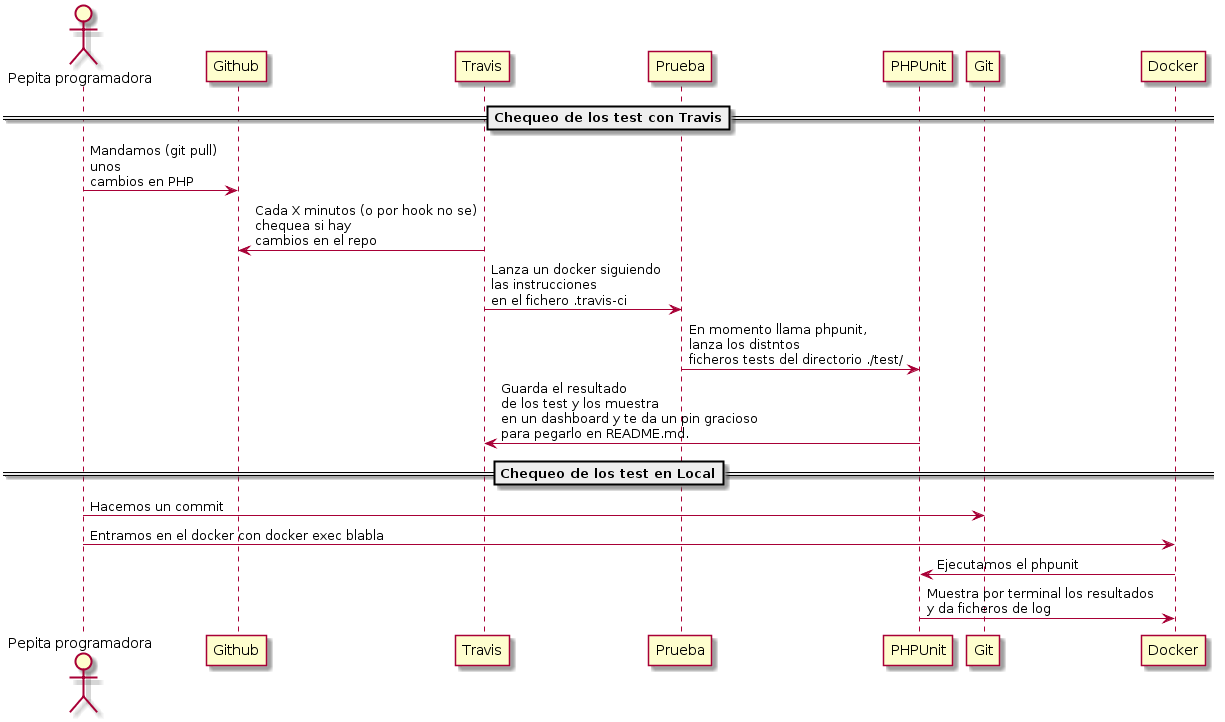 Pepita programadora
Github
Travis
Prueba
PHPUnit
Git
Docker
Chequeo de los test con Travis
Mandamos (git pull)
unos
cambios en PHP
Cada X minutos (o por hook no se)
chequea si hay
cambios en el repo
Lanza un docker siguiendo
las instrucciones
en el fichero .travis-ci
En momento llama phpunit,
lanza los distntos
ficheros tests del directorio ./test/
Guarda el resultado
de los test y los muestra
en un dashboard y te da un pin gracioso
para pegarlo en README.md.
Chequeo de los test en Local
Hacemos un commit
Entramos en el docker con docker exec blabla
Ejecutamos el phpunit
Muestra por terminal los resultados
y da ficheros de log
Pepita programadora
Github
Travis
Prueba
PHPUnit
Git
Docker